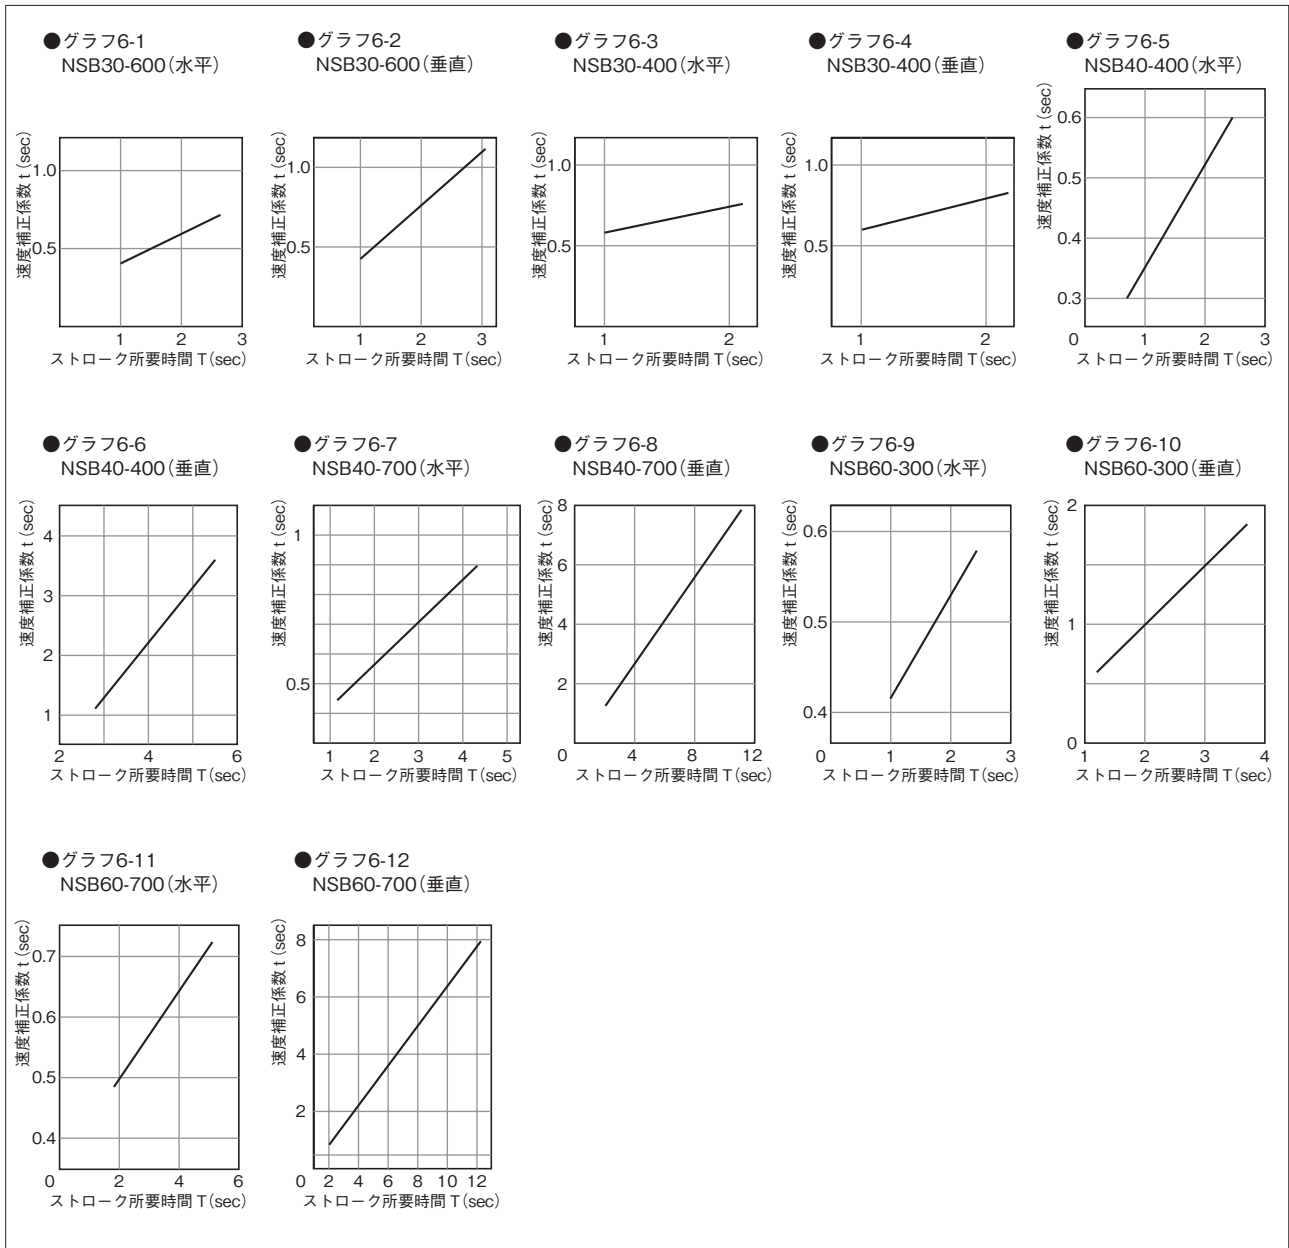 ●グラフ6-1
NSB30-600(水平)
速度補正係数 t (sec)
1.0
0.5
1 2 3
ストローク所要時間 T(sec)
●グラフ6-2
NSB30-600(垂直)
速度補正係数 t (sec)
1.0
0.5
1 2 3
ストローク所要時間 T(sec)
●グラフ6-3
NSB30-400(水平)
速度補正係数 t (sec)
1.0
0.5
1 2
ストローク所要時間 T(sec)
●グラフ6-4
NSB30-400(垂直)
速度補正係数 t (sec)
1.0
0.5
1 2
ストローク所要時間 T(sec)
●グラフ6-5
NSB40-400(水平)
速度補正係数 t (sec)
0.6
0.5
0.4
0.3
0 1 2 3
ストローク所要時間 T(sec)
●グラフ6-6
NSB40-400(垂直)
速度補正係数 t (sec)
4
3
2
1
2 4 6
ストローク所要時間 T(sec)
●グラフ6-7
NSB40-700(水平)
速度補正係数 t (sec)
1
0.5
1 2 3 4 5
ストローク所要時間 T(sec)
●グラフ6-8
NSB40-700(垂直)
速度補正係数 t (sec)
8
6
4
2
0 4 8 12
ストローク所要時間 T(sec)
●グラフ6-9
NSB60-300(水平)
速度補正係数 t (sec)
0.6
0.5
0.4
0 1 2 3
ストローク所要時間 T(sec)
●グラフ6-10
NSB60-300(垂直)
速度補正係数 t (sec)
2
1
0
1 2 3 4
ストローク所要時間 T(sec)
●グラフ6-11
NSB60-700(水平)
速度補正係数 t (sec)
0.7
0.6
0.5
0.4
0 2 4 6
ストローク所要時間 T(sec)
●グラフ6-12
NSB60-700(垂直)
速度補正係数 t (sec)
8
6
4
2
0 2 4 6 8 10 12
ストローク所要時間 T(sec)